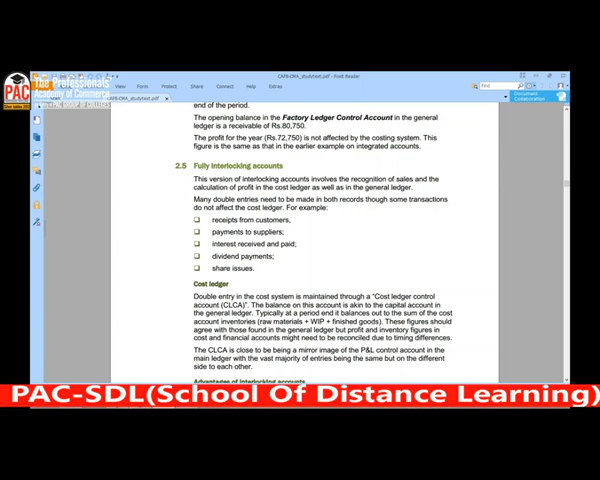 PAC
The Professionals'
Academy of Commerce
CAF8-CMA_studytext.pdf - Foxit Reader
Form
Protect
Share
Connect
Help
Find
Document
Collaboration
CAF8-CMA_studytext.pdf
end of the period.
The opening balance in the Factory Ledger Control Account in the general
ledger is a receivable of Rs.80,750.
The profit for the year (Rs.72,750) is not affected by the costing system. This
figure is the same as that in the earlier example on integrated accounts.
2.5 Fully interlocking accounts
This version of interlocking accounts involves the recognition of sales and the
calculation of profit in the cost ledger as well as in the general ledger.
Many double entries need to be made in both records though some transactions
do not affect the cost ledger. For example:
receipts from customers,
payments to suppliers;
interest received and paid;
dividend payments;
share issues.
Cost ledger
Double entry in the cost system is maintained through a "Cost ledger control
account (CLCA)". The balance on this account is akin to the capital account in
the general ledger. Typically at a period end it balances out to the sum of the cost
account inventories (raw materials + WIP + finished goods). These figures should
agree with those found in the general ledger but profit and inventory figures in
cost and financial accounts might need to be reconciled due to timing differences.
The CLCA is close to being a mirror image of the P&L control account in the
main ledger with the vast majority of entries being the same but on the different
side to each other.
Advantages of interlocking accounts
PAC-SDL(School Of Distance Learning)